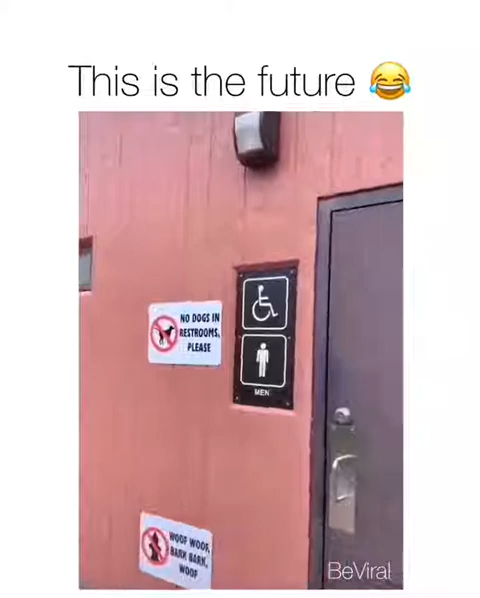 This is the future 😂
NO DOGS IN
RESTROOMS,
PLEASE
MEN
WOOF WOOF,
BARK BARK,
WOOF
BeViral